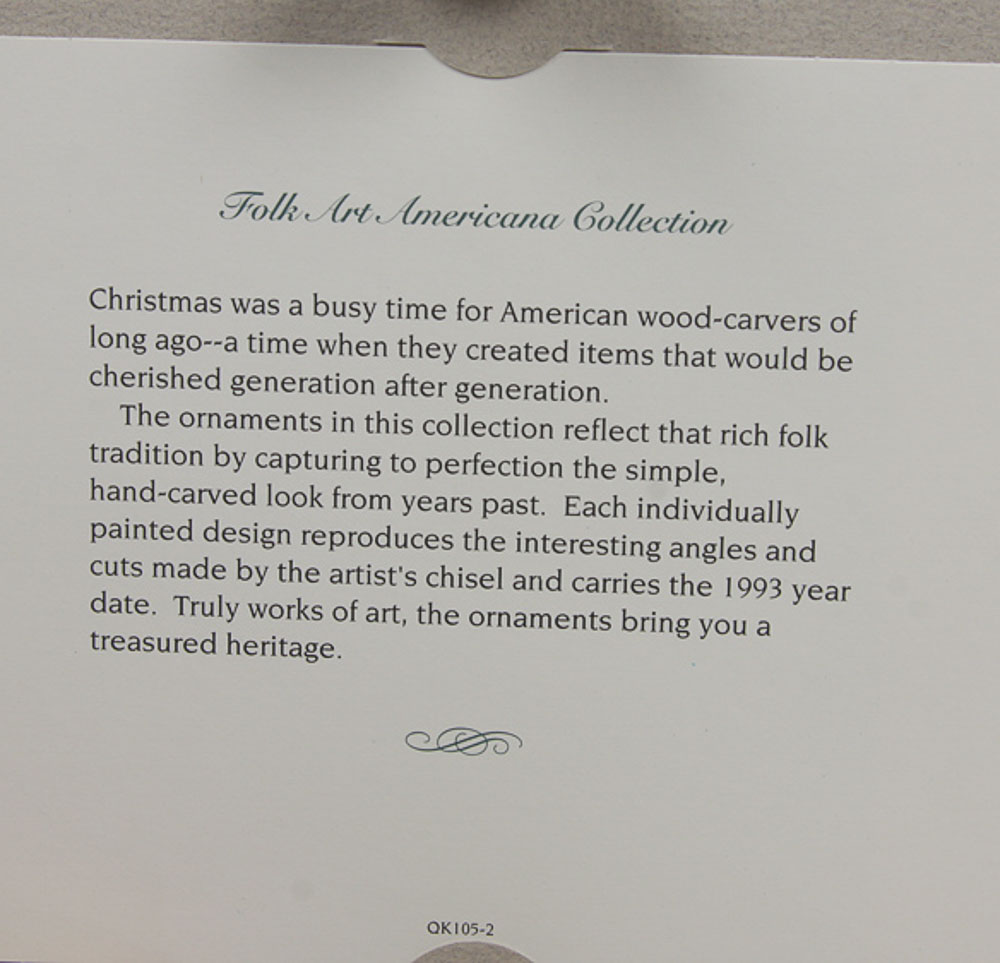 Folk Art Americana Collection
Christmas was a busy time for American wood-carvers of
long ago--a time when they created items that would be
cherished generation after generation.
The ornaments in this collection reflect that rich folk
tradition by capturing to perfection the simple,
hand-carved look from years past.  Each individually
painted design reproduces the interesting angles and
cuts made by the artist's chisel and carries the 1993 year
date.  Truly works of art, the ornaments bring you a
treasured heritage.
QK105-2